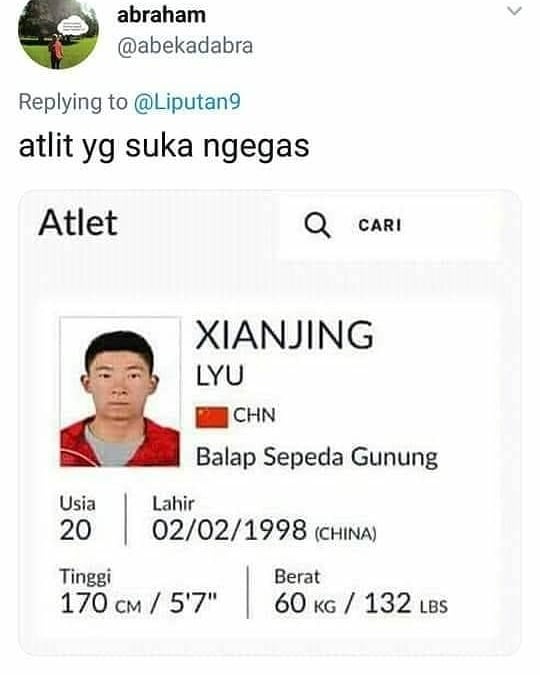 abraham
@abekadabra
Replying to @Liputan9
atlit yg suka ngegas
Atlet
CARI
XIANJING
LYU
CHN
Balap Sepeda Gunung
Usia
20
Lahir
02/02/1998 (CHINA)
Tinggi
170 CM / 5'7"
Berat
60 KG / 132 LBS